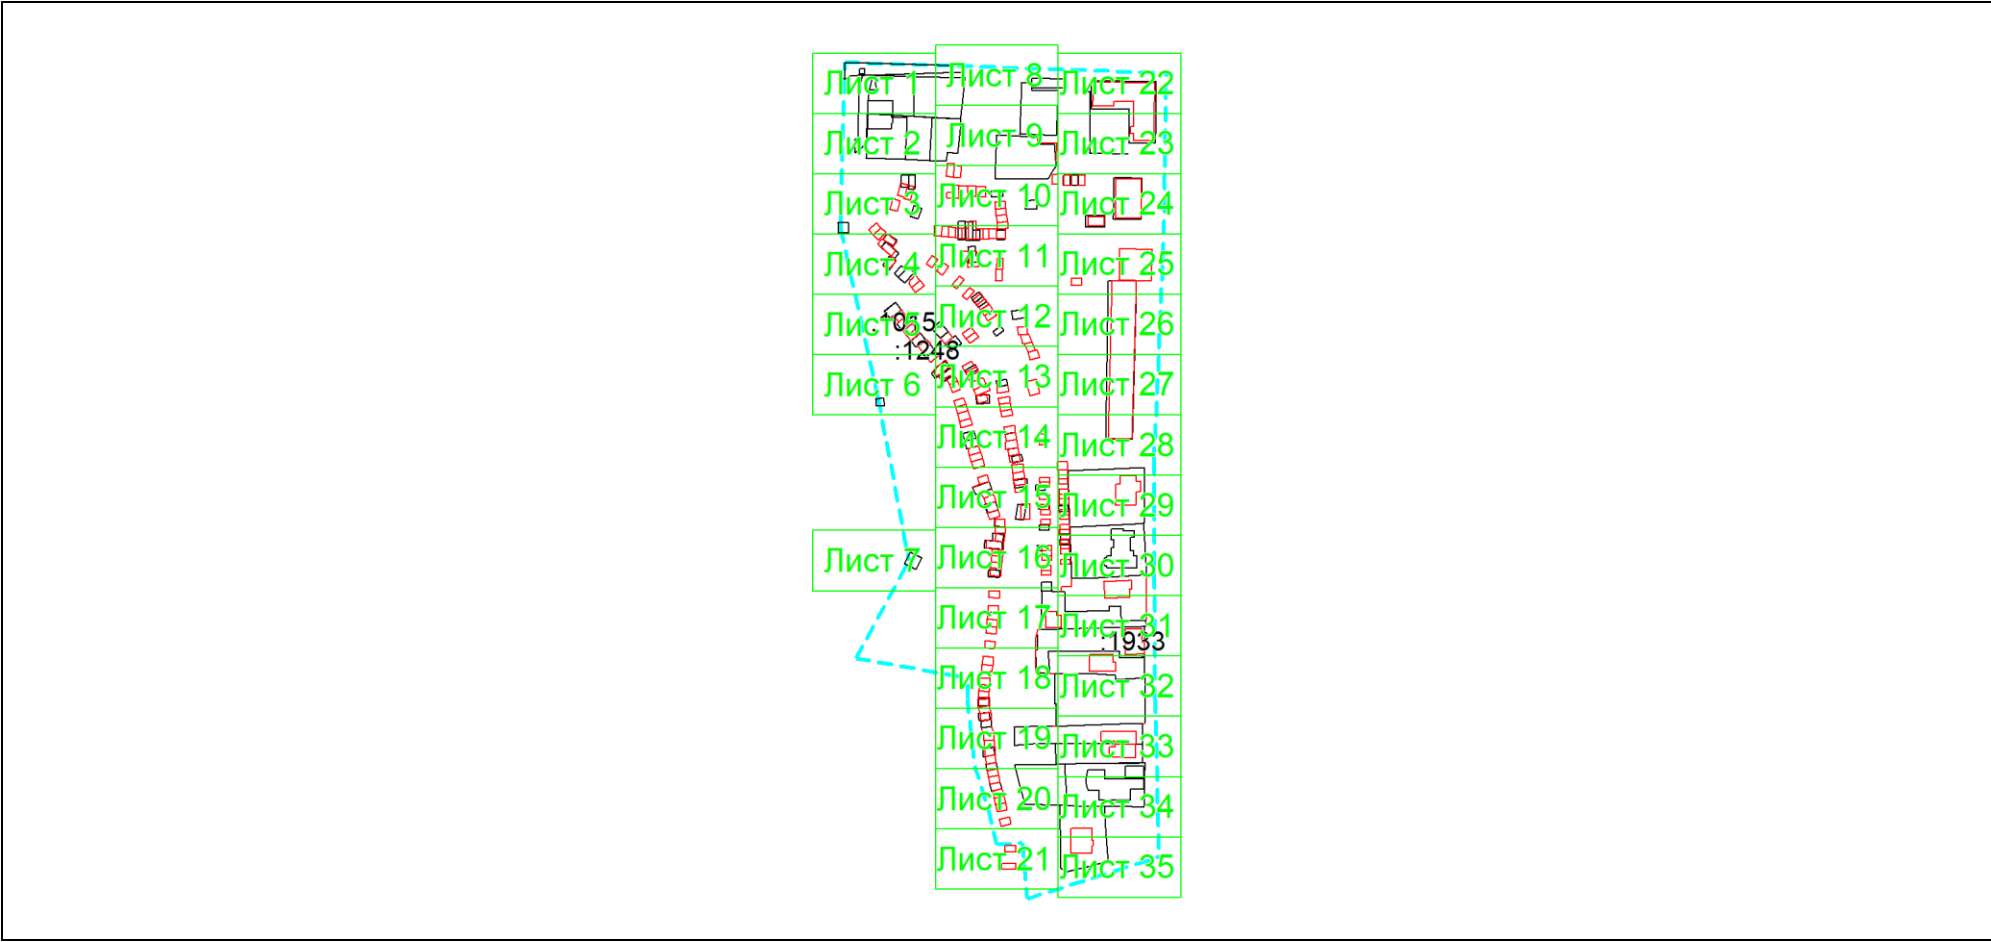 Лист 1
Лист 2
Лист 3
Лист 4
Лист 5
:1015
:1248
Лист 6
Лист 7
Лист 8
Лист 9
Лист 10
Лист 11
Лист 12
Лист 13
Лист 14
Лист 15
Лист 16
Лист 17
Лист 18
Лист 19
Лист 20
Лист 21
Лист 22
Лист 23
Лист 24
Лист 25
Лист 26
Лист 27
Лист 28
Лист 29
Лист 30
Лист 31
:1933
Лист 32
Лист 33
Лист 34
Лист 35